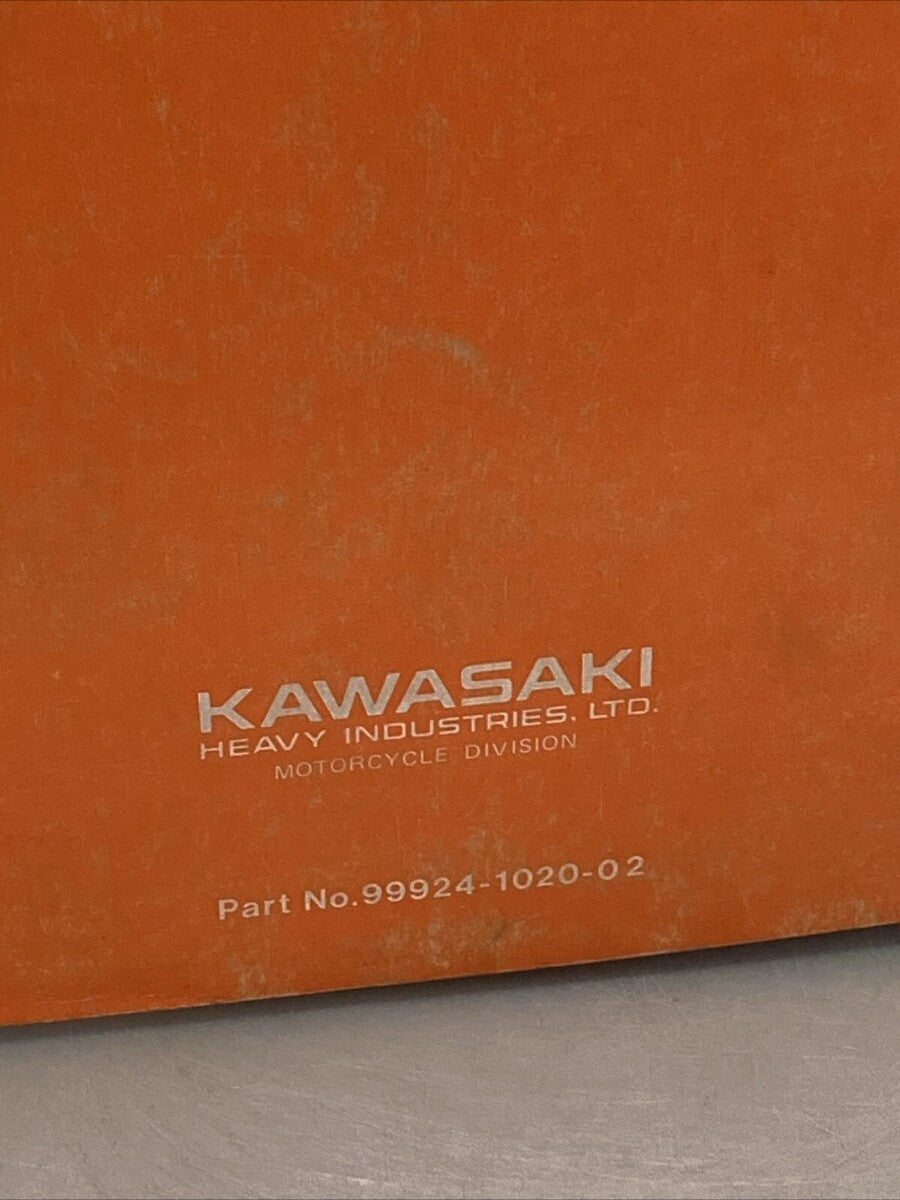 KAWASAKI
HEAVY INDUSTRIES, LTD.
MOTORCYCLE DIVISION
Part No.99924-1020-02